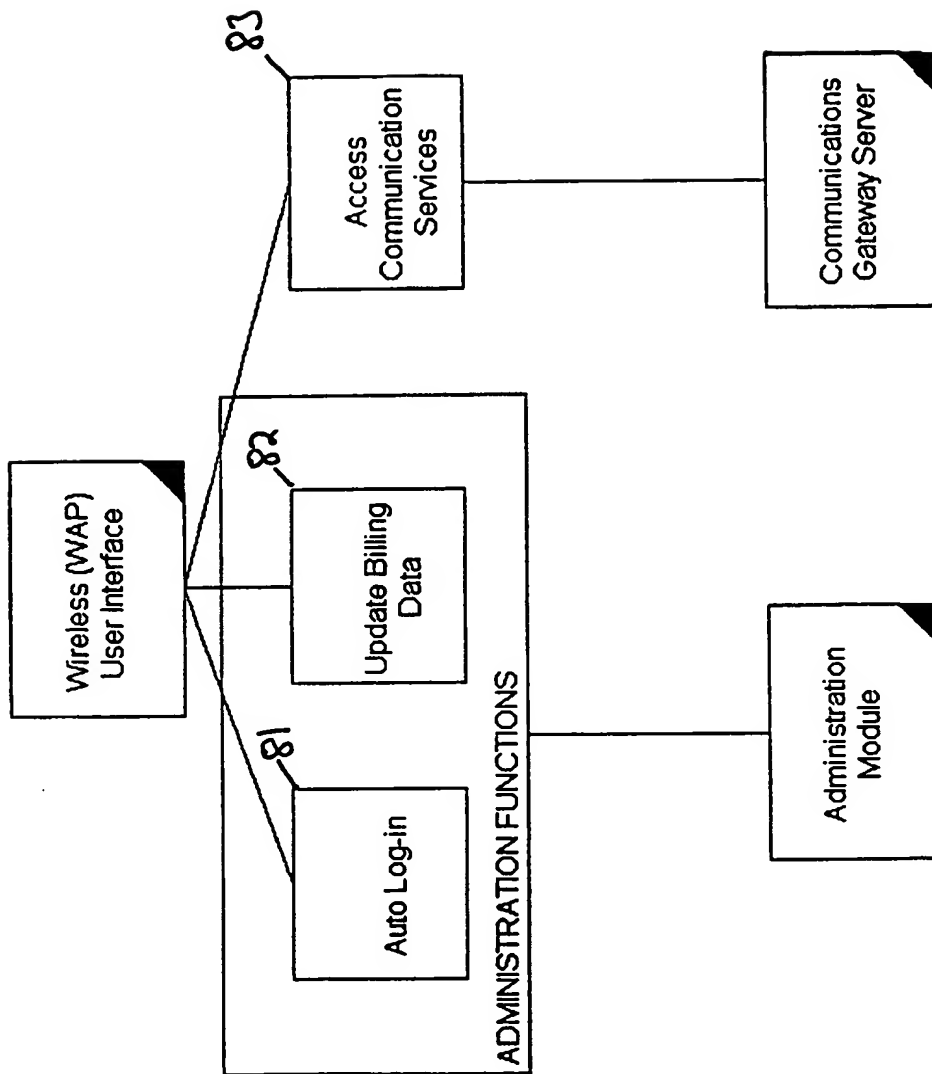 Wireless (WAP)
User Interface
81
Auto Log-in
82
Update Billing
Data
83
Access
Communication
Services
ADMINISTRATION FUNCTIONS
Administration
Module
Communications
Gateway Server